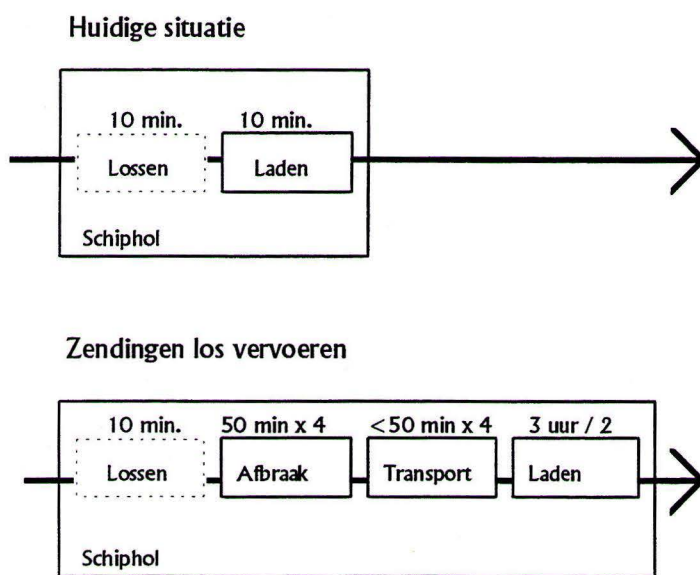 Huidige situatie
10 min. 10 min.
Lossen Laden
Schiphol
Zendingen los vervoeren
10 min. 50 min x 4 <50 min x 4 3 uur / 2
Lossen Afbraak Transport Laden
Schiphol